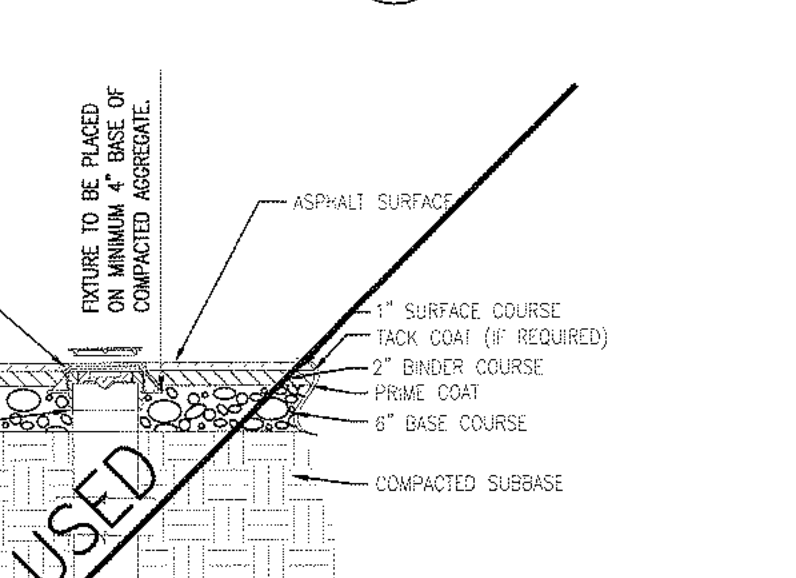 FIXTURE TO BE PLACED
ON MINIMUM 4" BASE OF
COMPACTED AGGREGATE.
ASPHALT SURFACE
1" SURFACE COURSE
TACK COAT (IF REQUIRED)
2" BINDER COURSE
PRIME COAT
6" BASE COURSE
COMPACTED SUBBASE
USED